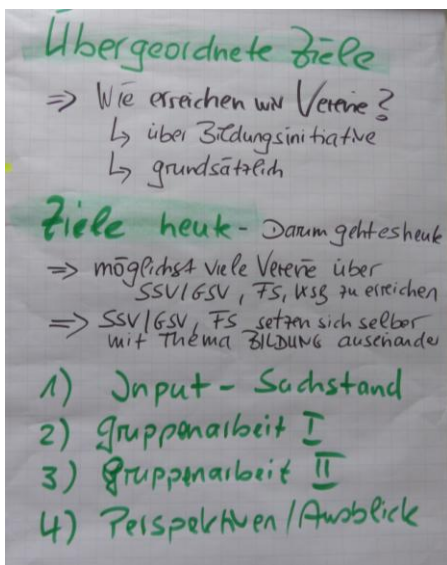 Übergeordnete Ziele
⇒ Wie erreichen wir Vereine?
↳ über Bildungsinitiative
↳ grundsätzlich
Ziele heute - Darum geht es heute
⇒ möglichst viele Vereine über
SSV/GSV, FS, KSB zu erreichen
⇒ SSV/GSV, FS setzen sich selber
mit Thema BILDUNG auseinander
1) Input - Sachstand
2) Gruppenarbeit I
3) Gruppenarbeit II
4) Perspektiven/Ausblick